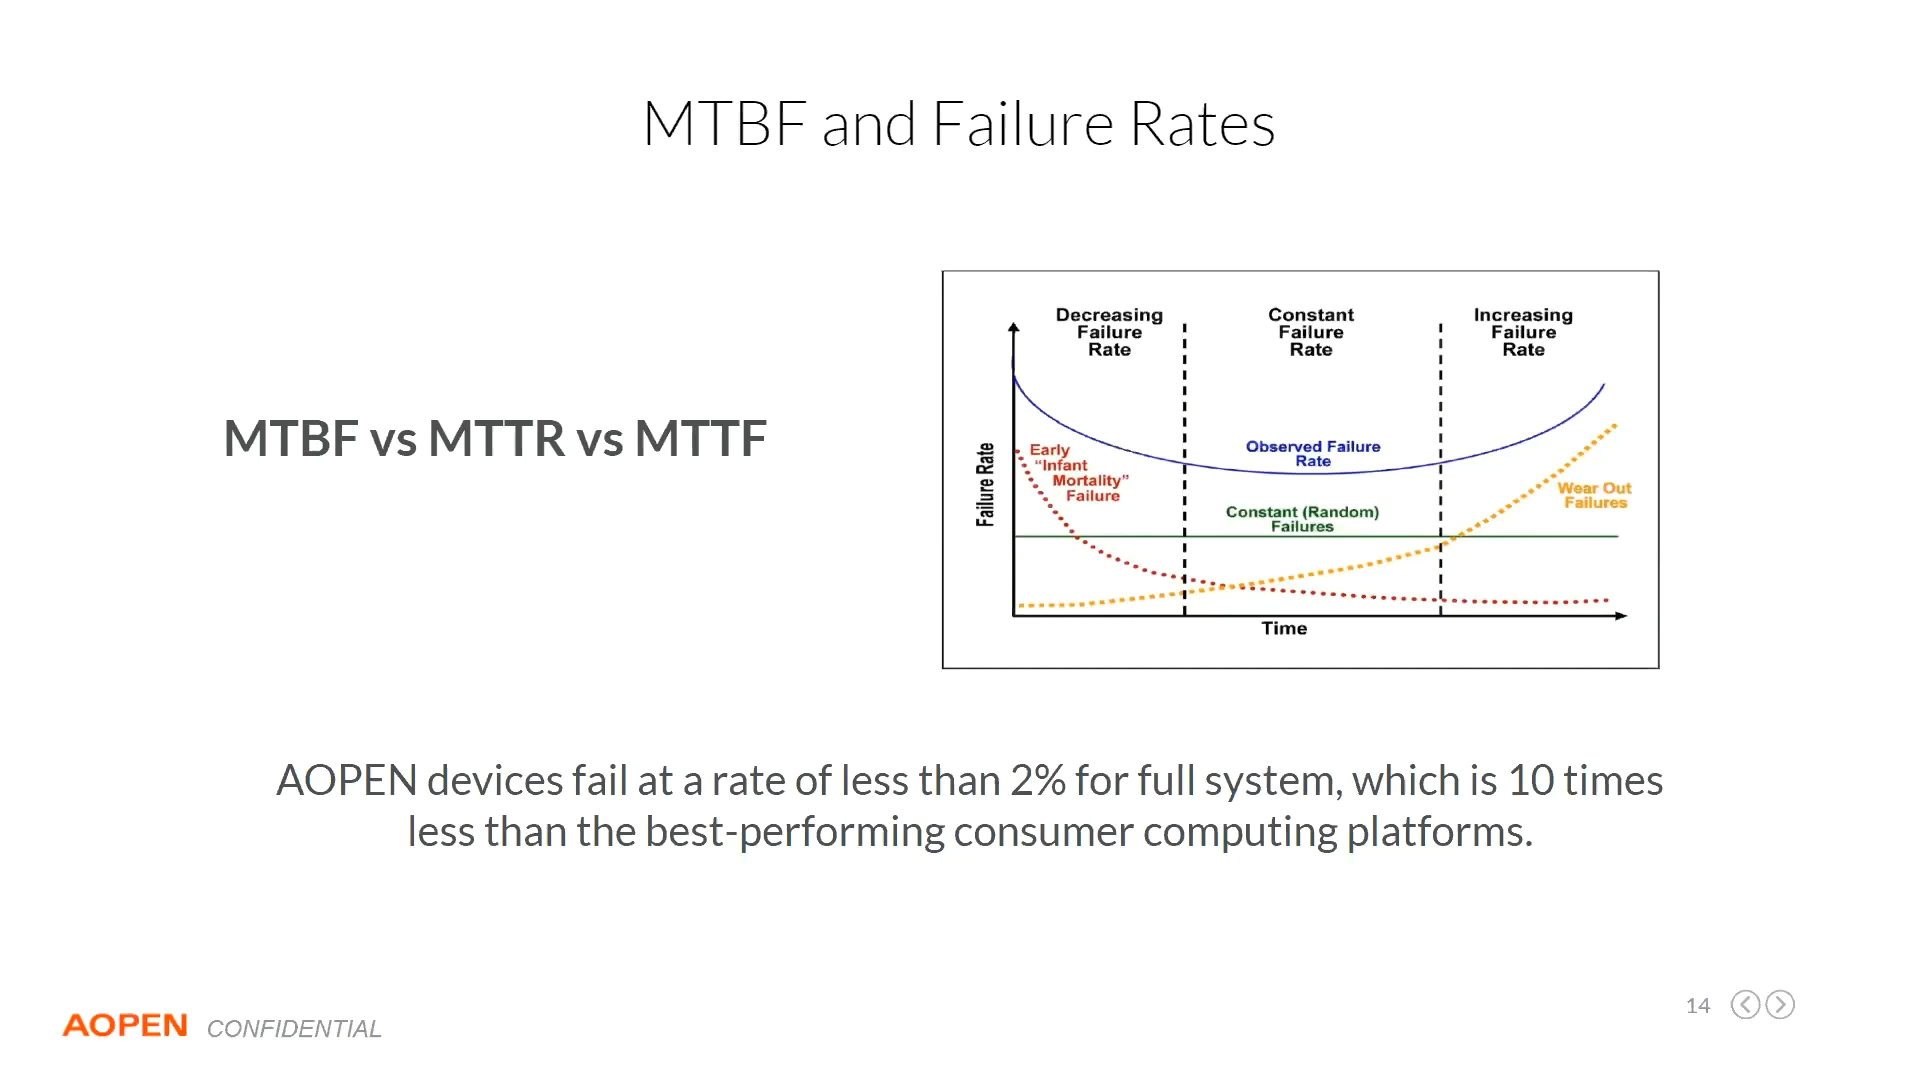 MTBF and Failure Rates
MTBF vs MTTR vs MTTF
Decreasing
Failure
Rate
Constant
Failure
Rate
Increasing
Failure
Rate
Failure Rate
Early
“Infant
Mortality”
Failure
Observed Failure
Rate
Constant (Random)
Failures
Wear Out
Failures
Time
AOPEN devices fail at a rate of less than 2% for full system, which is 10 times
less than the best-performing consumer computing platforms.
AOPEN CONFIDENTIAL
14